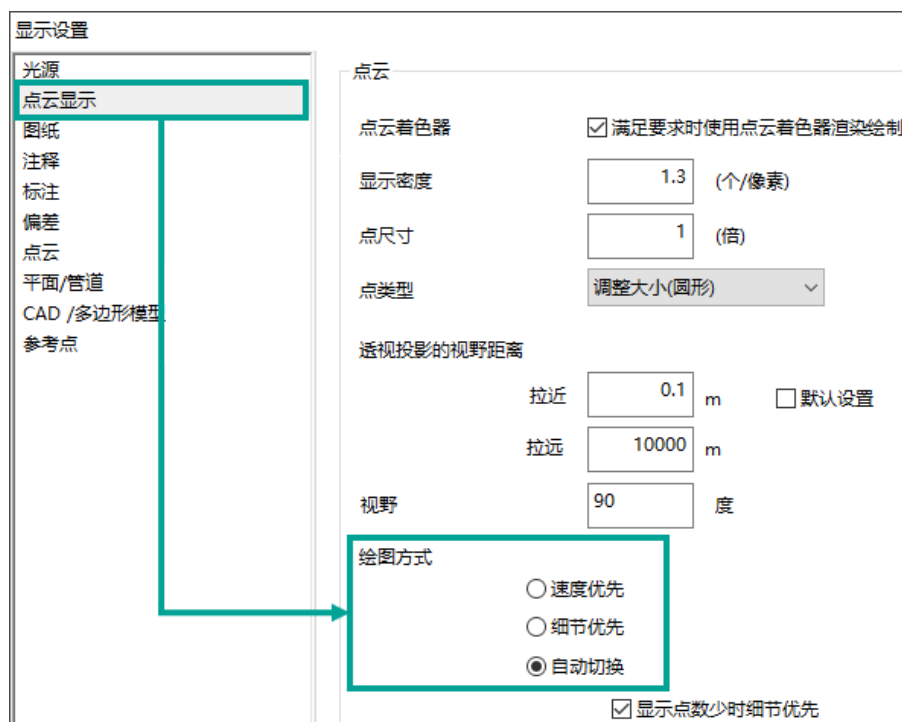 显示设置
光源
点云显示
图纸
注释
标注
偏差
点云
平面/管道
CAD /多边形模型
参考点
点云
点云着色器 满足要求时使用点云着色器渲染绘制
显示密度 1.3 (个/像素)
点尺寸 1 (倍)
点类型 调整大小(圆形)
透视投影的视野距离
拉近 0.1 m 默认设置
拉远 10000 m
视野 90 度
绘图方式
速度优先
细节优先
自动切换
显示点数少时细节优先